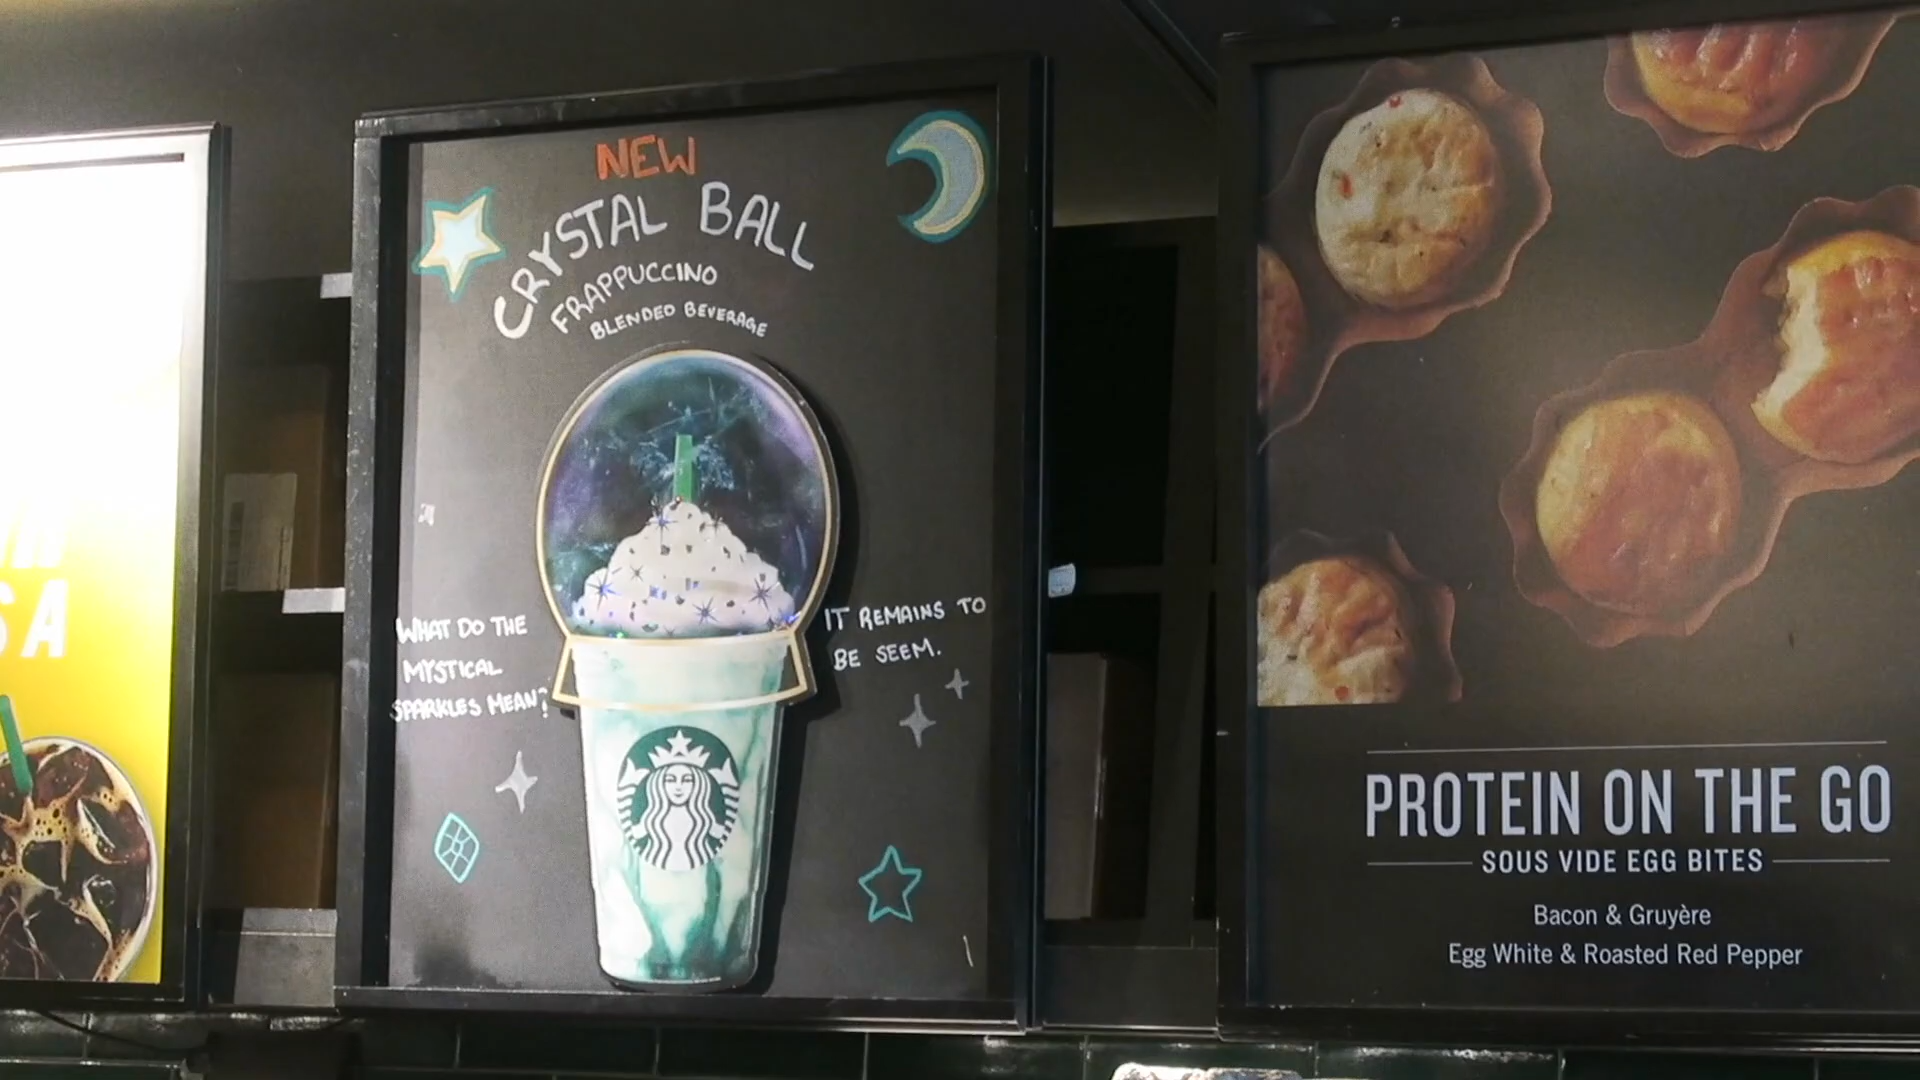 NEW
CRYSTAL BALL
FRAPPUCCINO
BLENDED BEVERAGE
WHAT DO THE
MYSTICAL
SPARKLES MEAN?
IT REMAINS TO
BE SEEM.
PROTEIN ON THE GO
SOUS VIDE EGG BITES
Bacon & Gruyère
Egg White & Roasted Red Pepper